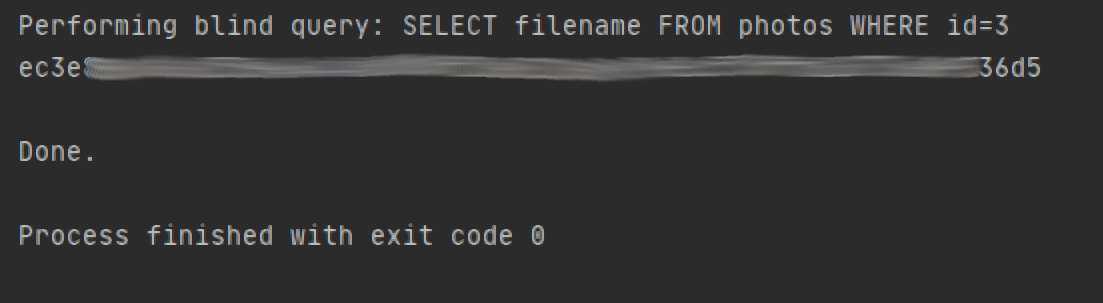 Performing blind query: SELECT filename FROM photos WHERE id=3
ec3e 36d5
Done.
Process finished with exit code 0